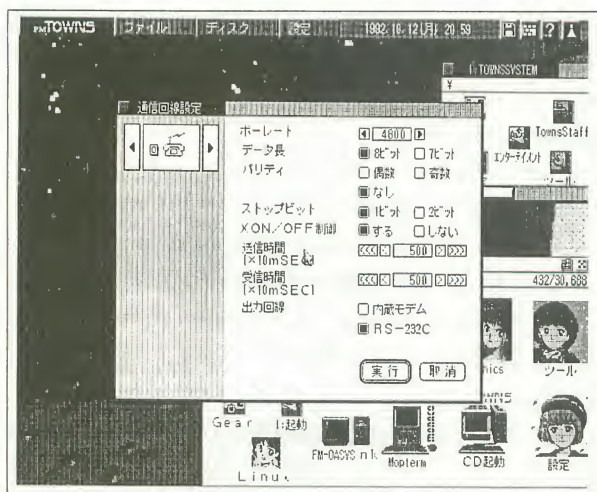 FMTOWNS ファイル ディスク 設定 1992-10-12(月) 20:59 ?
I:TOWNSSYSTEM
¥
TownsStaff
エンターテイメント
ツール
通信回線設定
0
ボーレート 4800
データ長 8ビット 7ビット
パリティ 偶数 奇数
なし
ストップビット 1ビット 2ビット
XON/OFF制御 する しない
送信時間 500
[×10mSE
受信時間 500
[×10mSEC]
出力回線 内蔵モデム
RS-232C
実行 取消
432/30,688
nics ツール
Gear I:起動
FM-OASYS nk Mopterm CD起動 設定
Linux